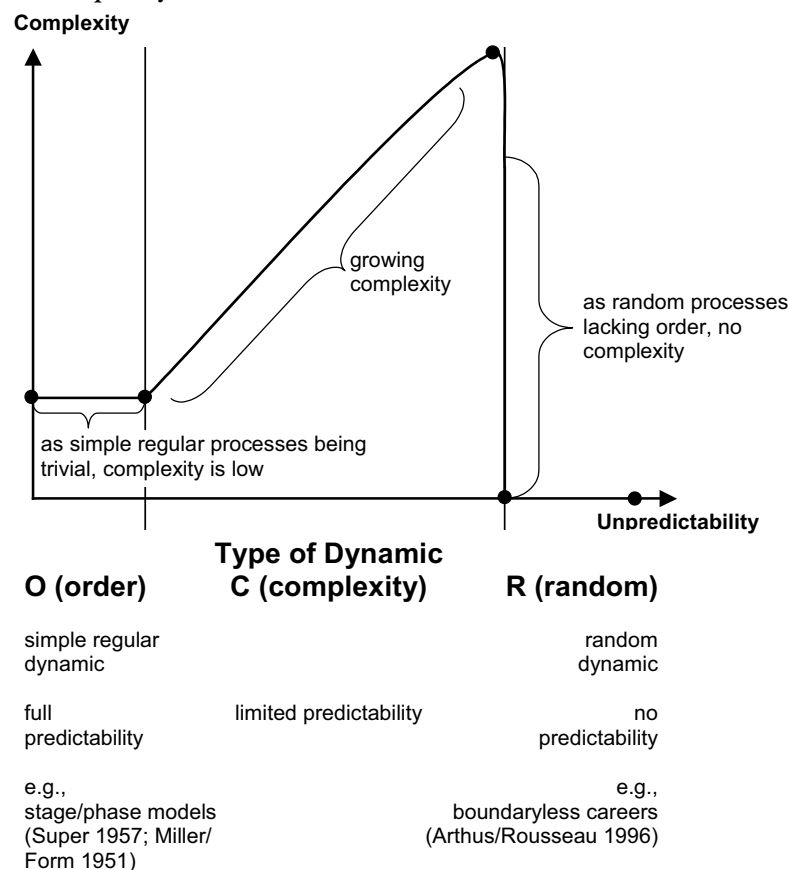 Complexity
growing
complexity
as random processes
lacking order, no
complexity
as simple regular processes being
trivial, complexity is low
Unpredictability
Type of Dynamic
O (order) C (complexity) R (random)
simple regular
dynamic
random
dynamic
full
predictability
limited predictability
no
predictability
e.g.,
stage/phase models
(Super 1957; Miller/
Form 1951)
e.g.,
boundaryless careers
(Arthus/Rousseau 1996)